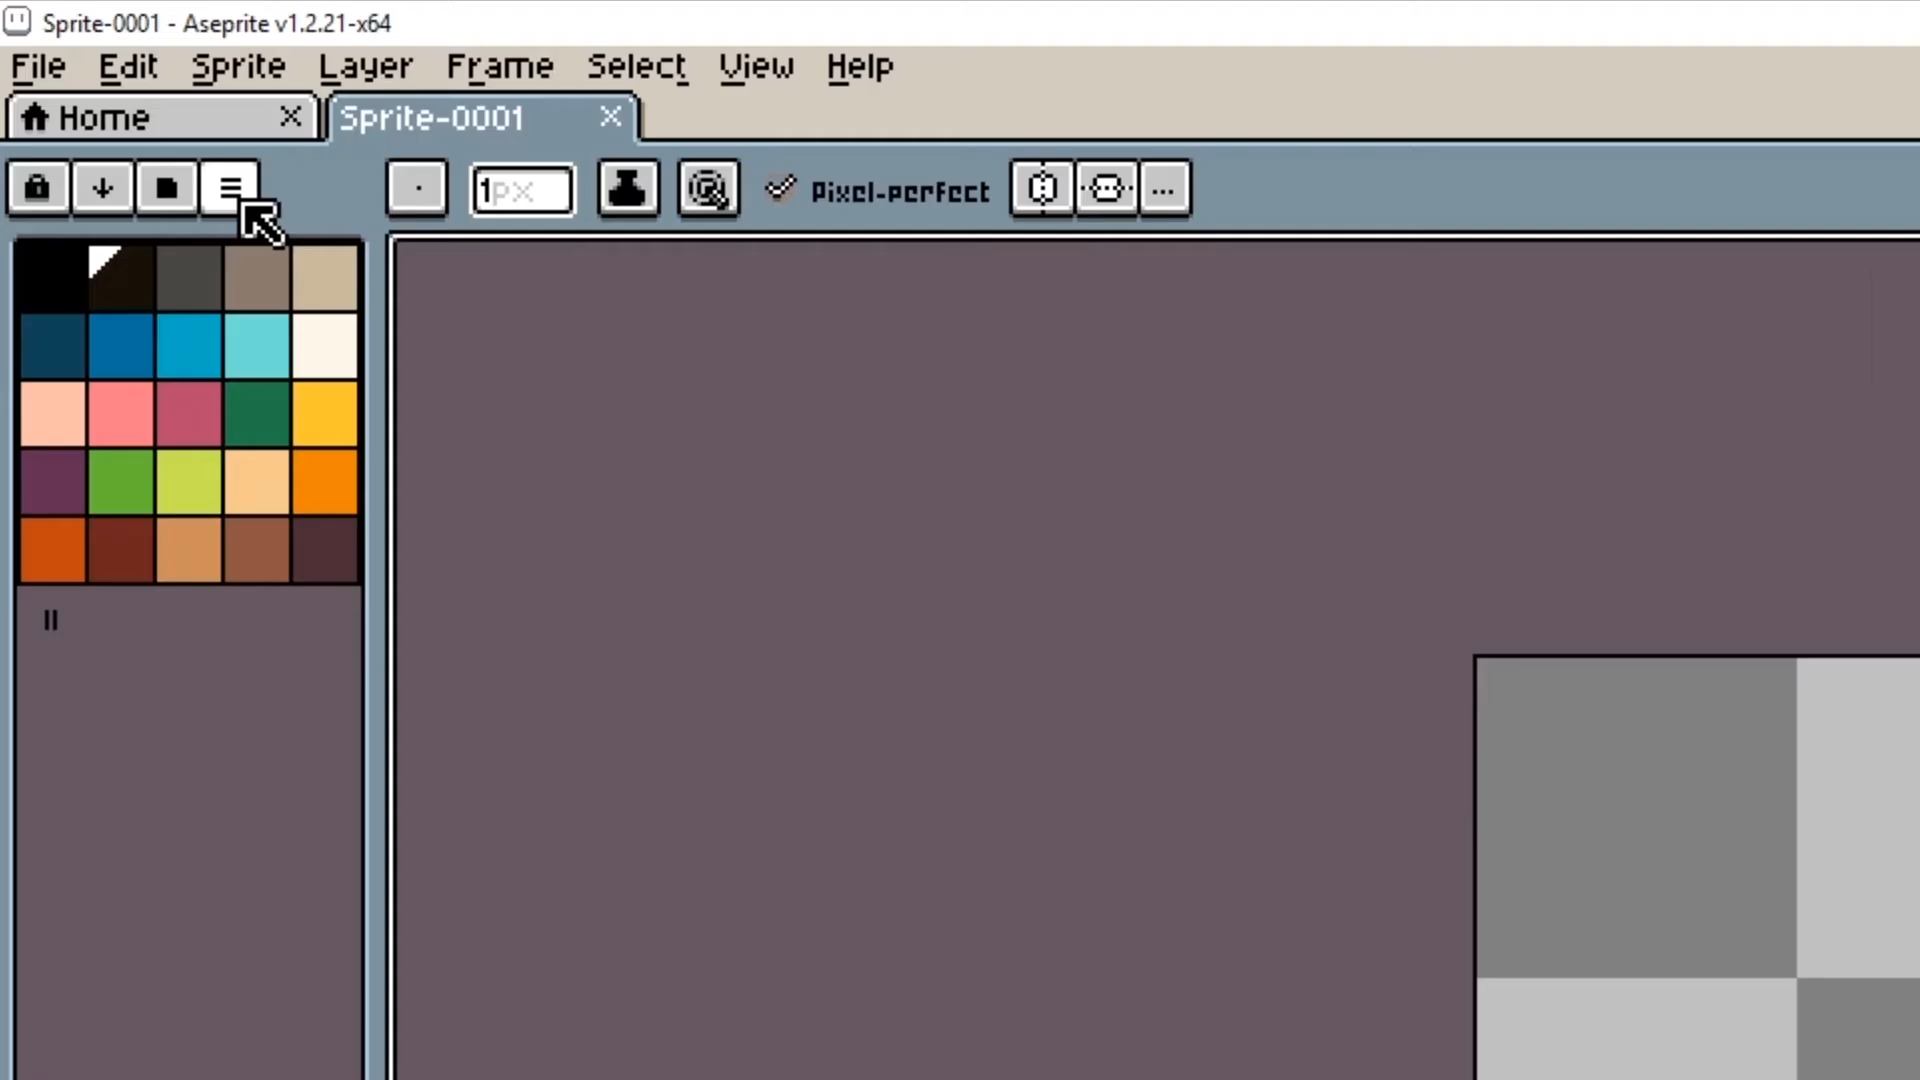 Sprite-0001 - Aseprite v1.2.21-x64
File Edit Sprite Layer Frame Select View Help
Home Sprite-0001
1px Pixel-perfect ...